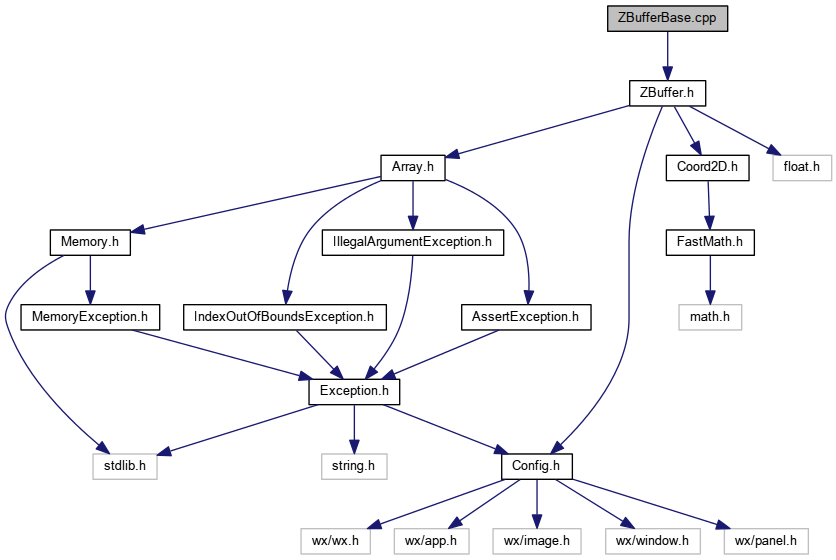 ZBufferBase.cpp
ZBuffer.h
Array.h
Coord2D.h
float.h
Memory.h
IllegalArgumentException.h
FastMath.h
MemoryException.h
IndexOutOfBoundsException.h
AssertException.h
math.h
Exception.h
stdlib.h
string.h
Config.h
wx/wx.h
wx/app.h
wx/image.h
wx/window.h
wx/panel.h